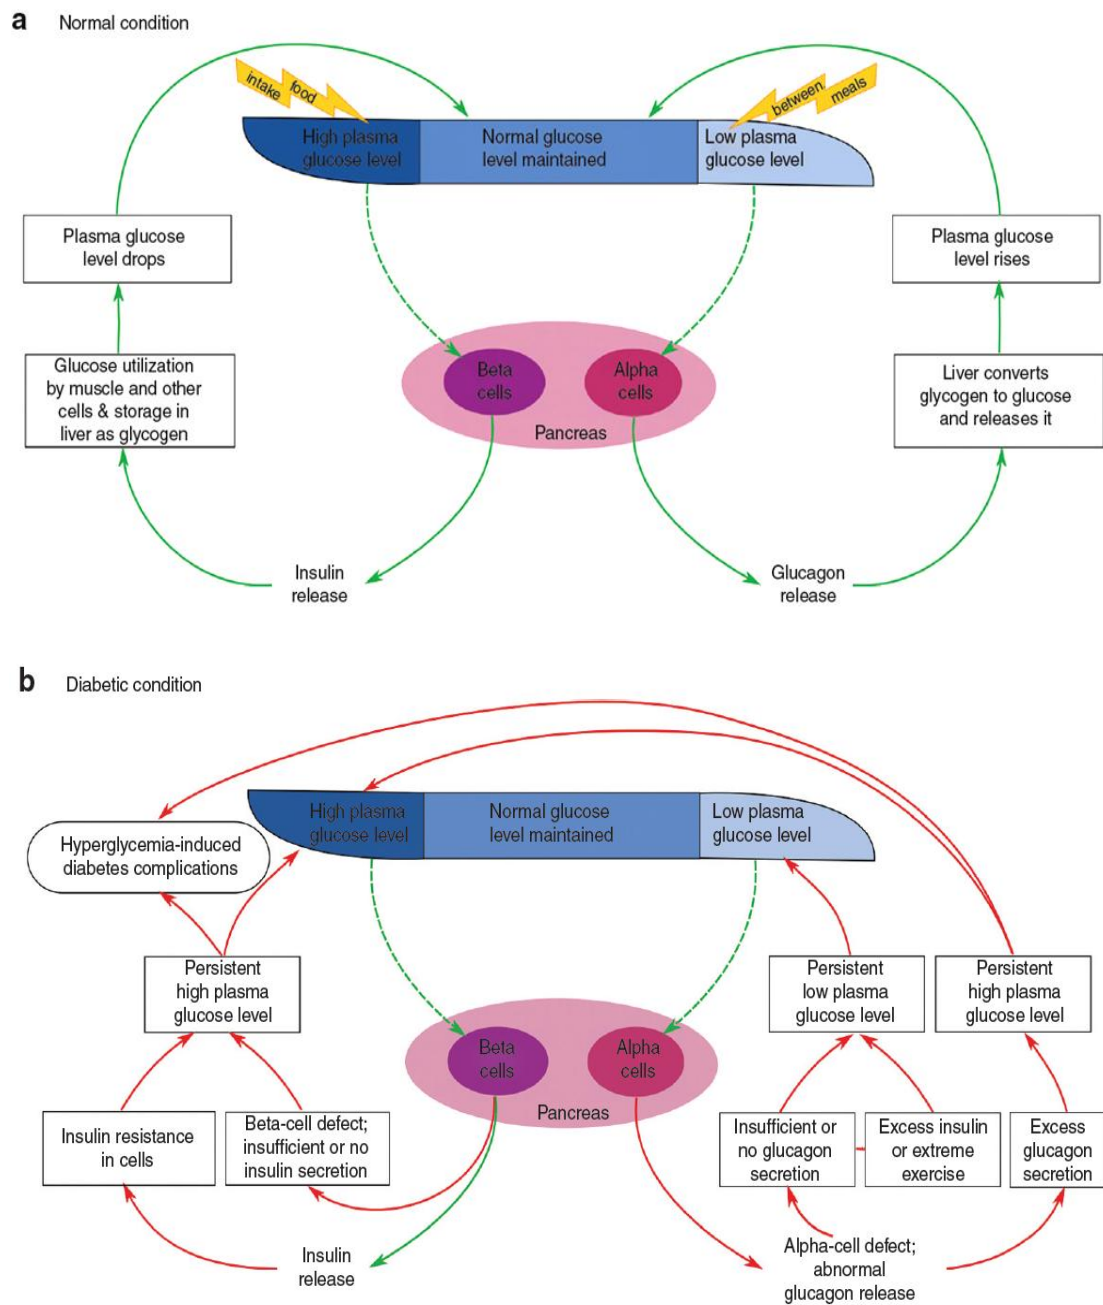 a Normal condition
intake food
between meals
High plasma
glucose level
Normal glucose
level maintained
Low plasma
glucose level
Plasma glucose
level drops
Plasma glucose
level rises
Glucose utilization
by muscle and other
cells & storage in
liver as glycogen
Beta
cells
Alpha
cells
Pancreas
Liver converts
glycogen to glucose
and releases it
Insulin
release
Glucagon
release
b Diabetic condition
High plasma
glucose level
Normal glucose
level maintained
Low plasma
glucose level
Hyperglycemia-induced
diabetes complications
Persistent
high plasma
glucose level
Persistent
low plasma
glucose level
Persistent
high plasma
glucose level
Beta
cells
Alpha
cells
Pancreas
Insulin resistance
in cells
Beta-cell defect;
insufficient or no
insulin secretion
Insufficient or
no glucagon
secretion
Excess insulin
or extreme
exercise
Excess
glucagon
secretion
Insulin
release
Alpha-cell defect;
abnormal
glucagon release